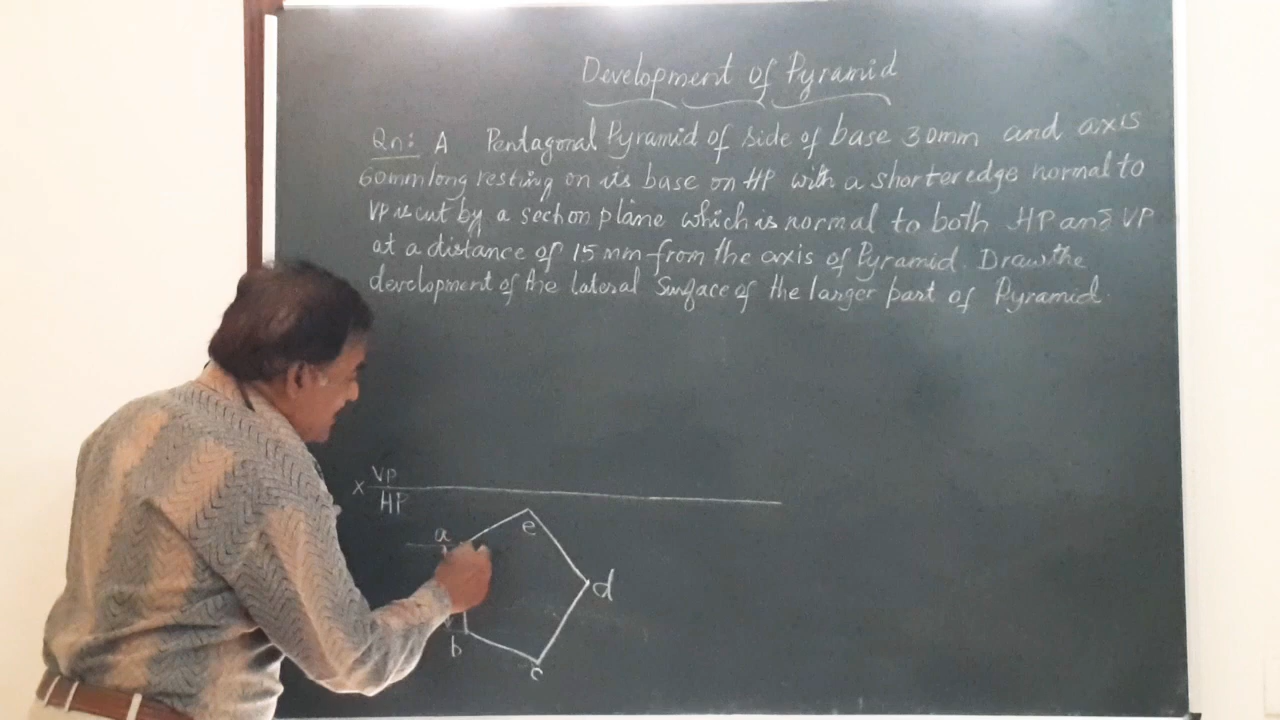 Development of Pyramid
Qn: A Pentagonal Pyramid of side of base 30mm and axis
60mm long resting on its base on HP with a shorter edge normal to
VP is cut by a section plane which is normal to both HP and VP
at a distance of 15 mm from the axis of Pyramid. Draw the
development of the lateral Surface of the larger part of Pyramid.
VP
X
HP
e
a
d
b
c